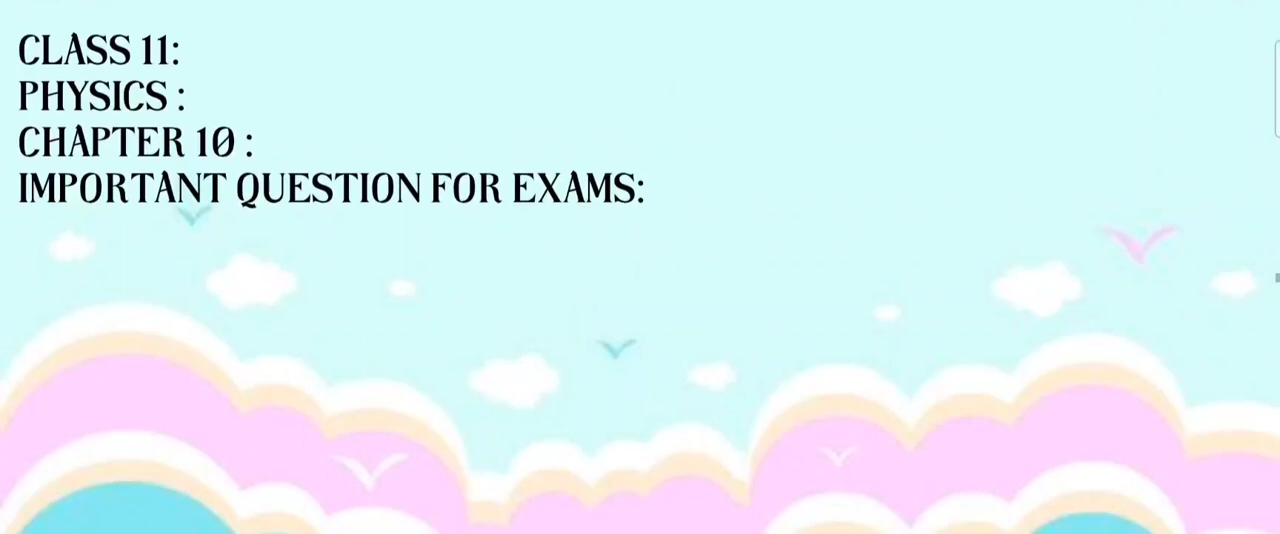 CLASS 11:
PHYSICS :
CHAPTER 10 :
IMPORTANT QUESTION FOR EXAMS: